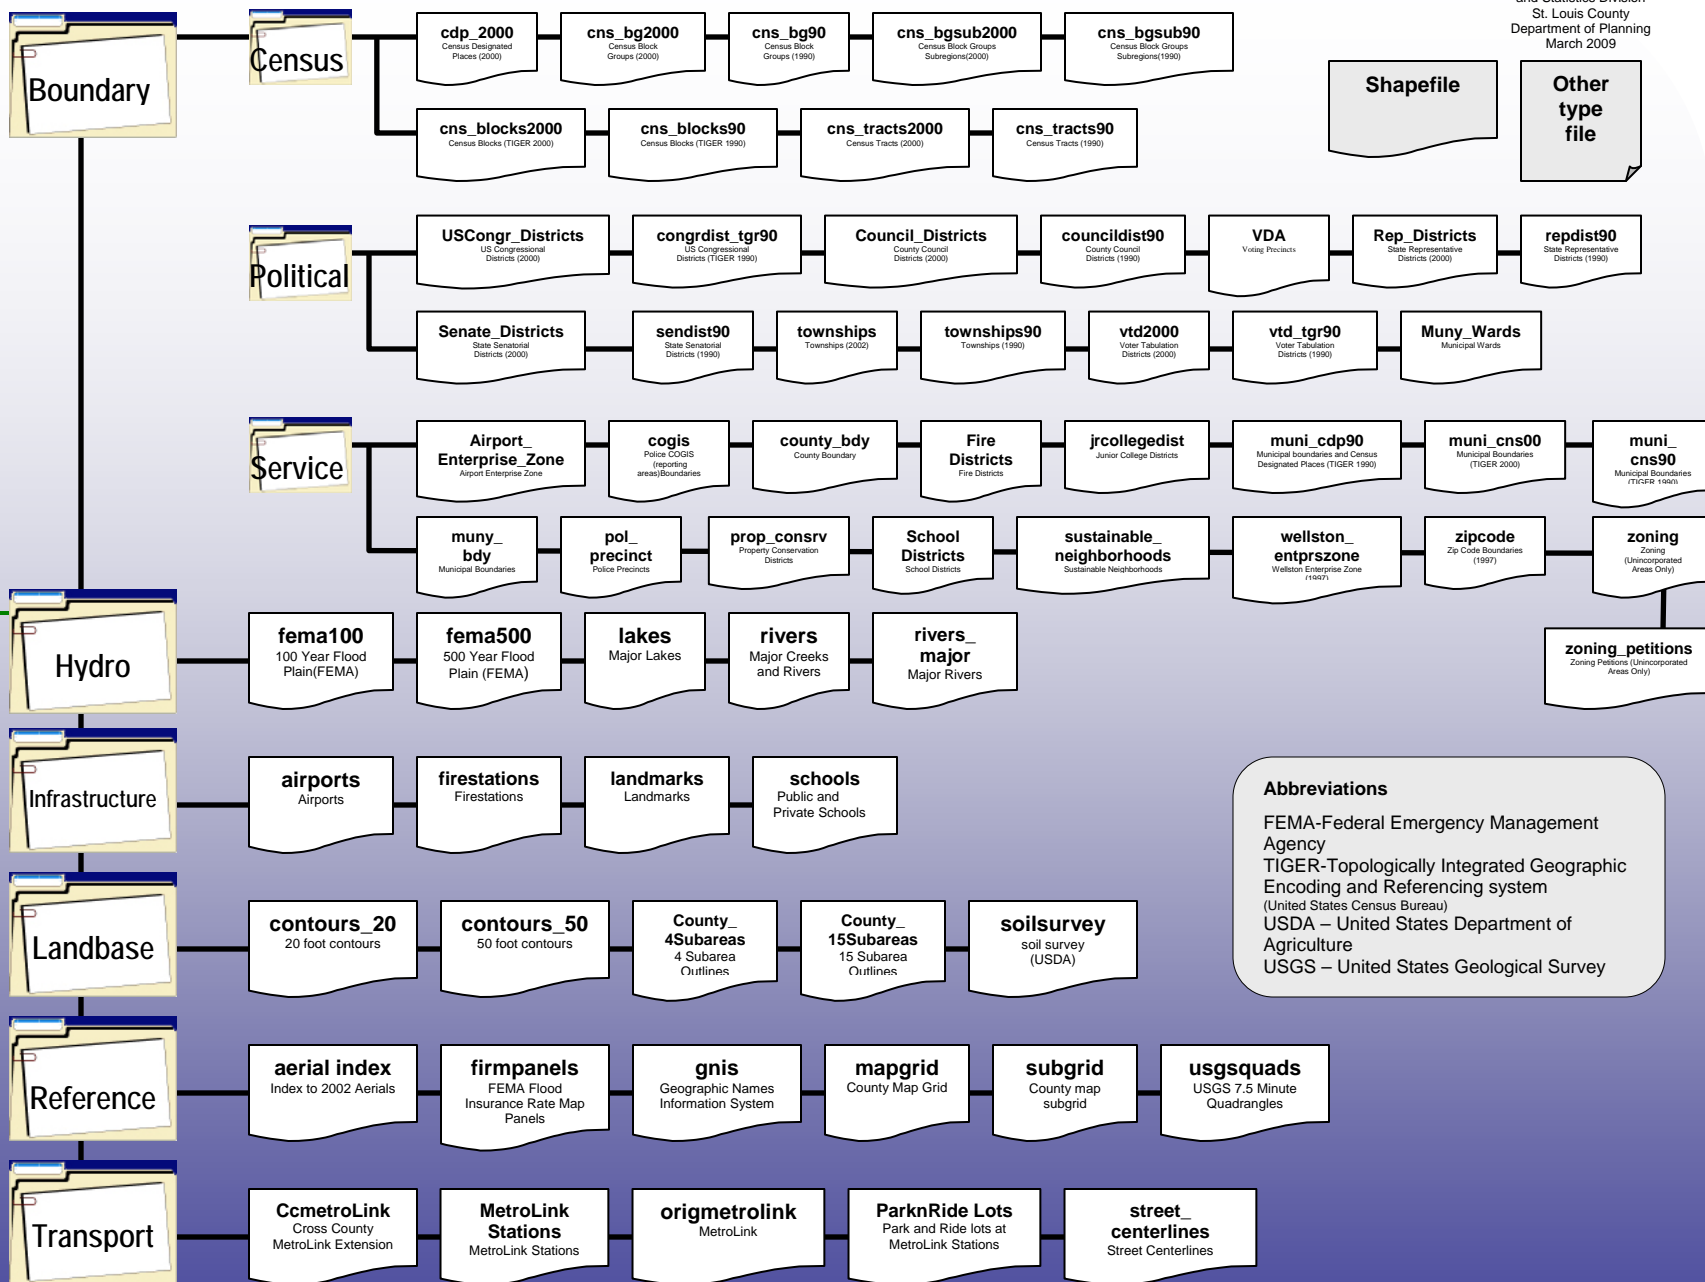 and Statistics Division
St. Louis County
Department of Planning
March 2009
Shapefile
Other
type
file
Boundary
Census
cdp_2000
Census Designated
Places (2000)
cns_bg2000
Census Block
Groups (2000)
cns_bg90
Census Block
Groups (1990)
cns_bgsub2000
Census Block Groups
Subregions(2000)
cns_bgsub90
Census Block Groups
Subregions(1990)
cns_blocks2000
Census Blocks (TIGER 2000)
cns_blocks90
Census Blocks (TIGER 1990)
cns_tracts2000
Census Tracts (2000)
cns_tracts90
Census Tracts (1990)
Political
USCongr_Districts
US Congressional
Districts (2000)
congrdist_tgr90
US Congressional
Districts (TIGER 1990)
Council_Districts
County Council
Districts (2000)
councildist90
County Council
Districts (1990)
VDA
Voting Precincts
Rep_Districts
State Representative
Districts (2000)
repdist90
State Representative
Districts (1990)
Senate_Districts
State Senatorial
Districts (2000)
sendist90
State Senatorial
Districts (1990)
townships
Townships (2002)
townships90
Townships (1990)
vtd2000
Voter Tabulation
Districts (2000)
vtd_tgr90
Voter Tabulation
Districts (1990)
Muny_Wards
Municipal Wards
Service
Airport_
Enterprise_Zone
Airport Enterprise Zone
cogis
Police COGIS
(reporting
areas)Boundaries
county_bdy
County Boundary
Fire
Districts
Fire Districts
jrcollegedist
Junior College Districts
muni_cdp90
Municipal boundaries and Census
Designated Places (TIGER 1990)
muni_cns00
Municipal Boundaries
(TIGER 2000)
muni_
cns90
Municipal Boundaries
(TIGER 1990)
muny_
bdy
Municipal Boundaries
pol_
precinct
Police Precincts
prop_consrv
Property Conservation
Districts
School
Districts
School Districts
sustainable_
neighborhoods
Sustainable Neighborhoods
wellston_
entprszone
Wellston Enterprise Zone
(1997)
zipcode
Zip Code Boundaries
(1997)
zoning
Zoning
(Unincorporated
Areas Only)
zoning_petitions
Zoning Petitions (Unincorporated
Areas Only)
Hydro
fema100
100 Year Flood
Plain(FEMA)
fema500
500 Year Flood
Plain (FEMA)
lakes
Major Lakes
rivers
Major Creeks
and Rivers
rivers_
major
Major Rivers
Infrastructure
airports
Airports
firestations
Firestations
landmarks
Landmarks
schools
Public and
Private Schools
Abbreviations
FEMA-Federal Emergency Management
Agency
TIGER-Topologically Integrated Geographic
Encoding and Referencing system
(United States Census Bureau)
USDA – United States Department of
Agriculture
USGS – United States Geological Survey
Landbase
contours_20
20 foot contours
contours_50
50 foot contours
County_
4Subareas
4 Subarea
Outlines
County_
15Subareas
15 Subarea
Outlines
soilsurvey
soil survey
(USDA)
Reference
aerial index
Index to 2002 Aerials
firmpanels
FEMA Flood
Insurance Rate Map
Panels
gnis
Geographic Names
Information System
mapgrid
County Map Grid
subgrid
County map
subgrid
usgsquads
USGS 7.5 Minute
Quadrangles
Transport
CcmetroLink
Cross County
MetroLink Extension
MetroLink
Stations
MetroLink Stations
origmetrolink
MetroLink
ParknRide Lots
Park and Ride lots at
MetroLink Stations
street_
centerlines
Street Centerlines